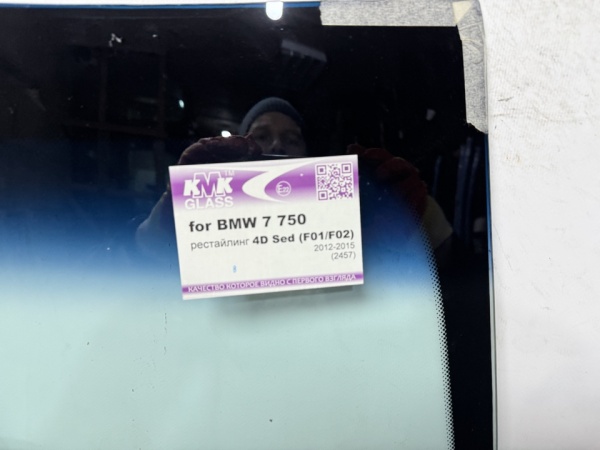 KMK TM
GLASS
for BMW 7 750
рестайлинг 4D Sed (F01/F02)
2012-2015
(2457)
КАЧЕСТВО КОТОРОЕ ВИДНО С ПЕРВОГО ВЗГЛЯДА